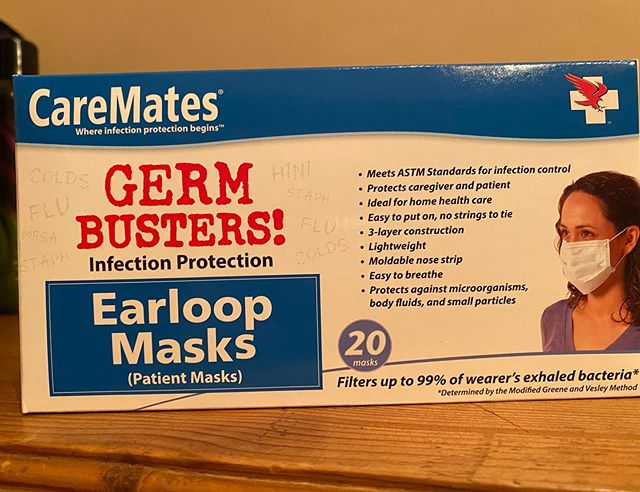 CareMates®
Where infection protection begins™
COLDS
FLU
MRSA
STAPH
GERM
BUSTERS!
H1N1
STAPH
FLU
COLDS
Infection Protection
Earloop
Masks
(Patient Masks)
• Meets ASTM Standards for infection control
• Protects caregiver and patient
• Ideal for home health care
• Easy to put on, no strings to tie
• 3-layer construction
• Lightweight
• Moldable nose strip
• Easy to breathe
• Protects against microorganisms,
body fluids, and small particles
20
masks
Filters up to 99% of wearer's exhaled bacteria*
*Determined by the Modified Greene and Vesley Method